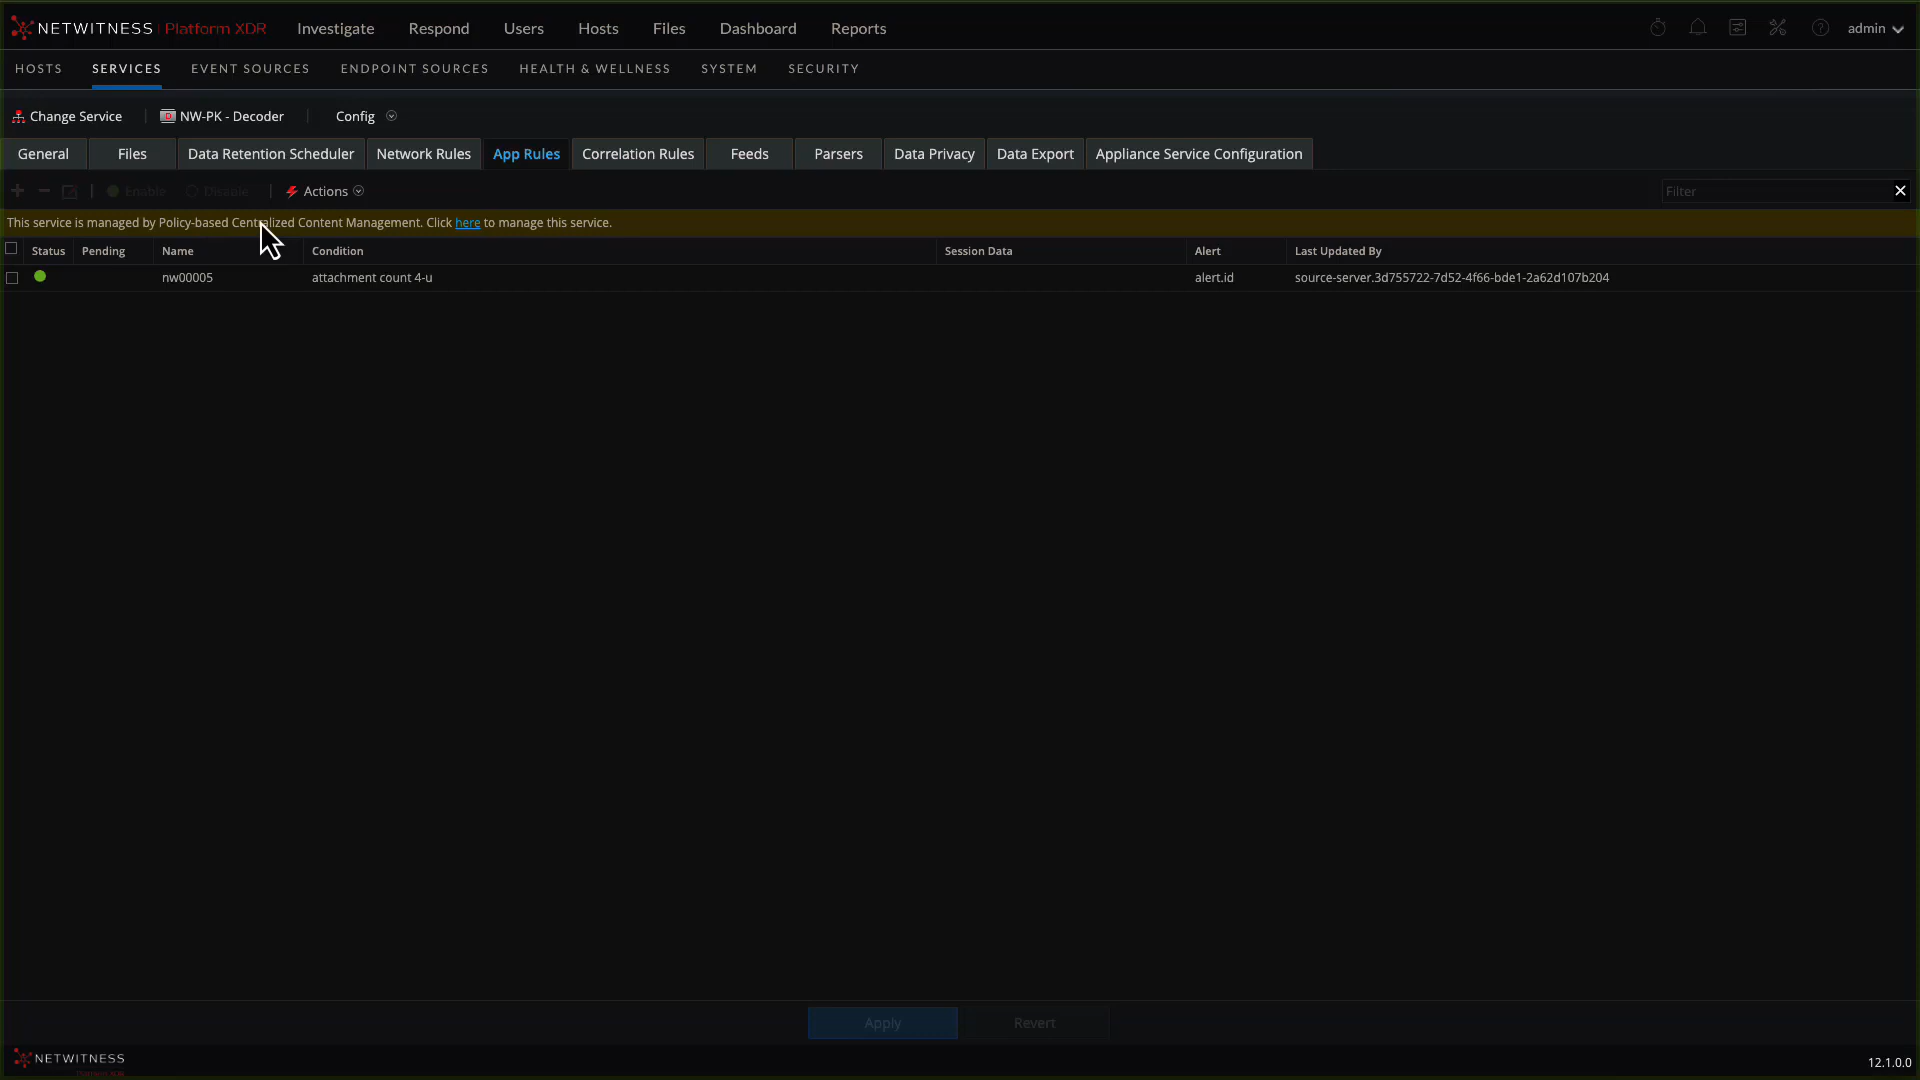 NETWITNESS Platform XDR Investigate Respond Users Hosts Files Dashboard Reports admin
HOSTS SERVICES EVENT SOURCES ENDPOINT SOURCES HEALTH & WELLNESS SYSTEM SECURITY
Change Service NW-PK - Decoder Config
General Files Data Retention Scheduler Network Rules App Rules Correlation Rules Feeds Parsers Data Privacy Data Export Appliance Service Configuration
Enable Disable Actions Filter
This service is managed by Policy-based Centralized Content Management. Click here to manage this service.
Status Pending Name Condition Session Data Alert Last Updated By
nw00005 attachment count 4-u alert.id source-server.3d755722-7d52-4f66-bde1-2a62d107b204
Apply Revert
NETWITNESS
Platform XDR
12.1.0.0